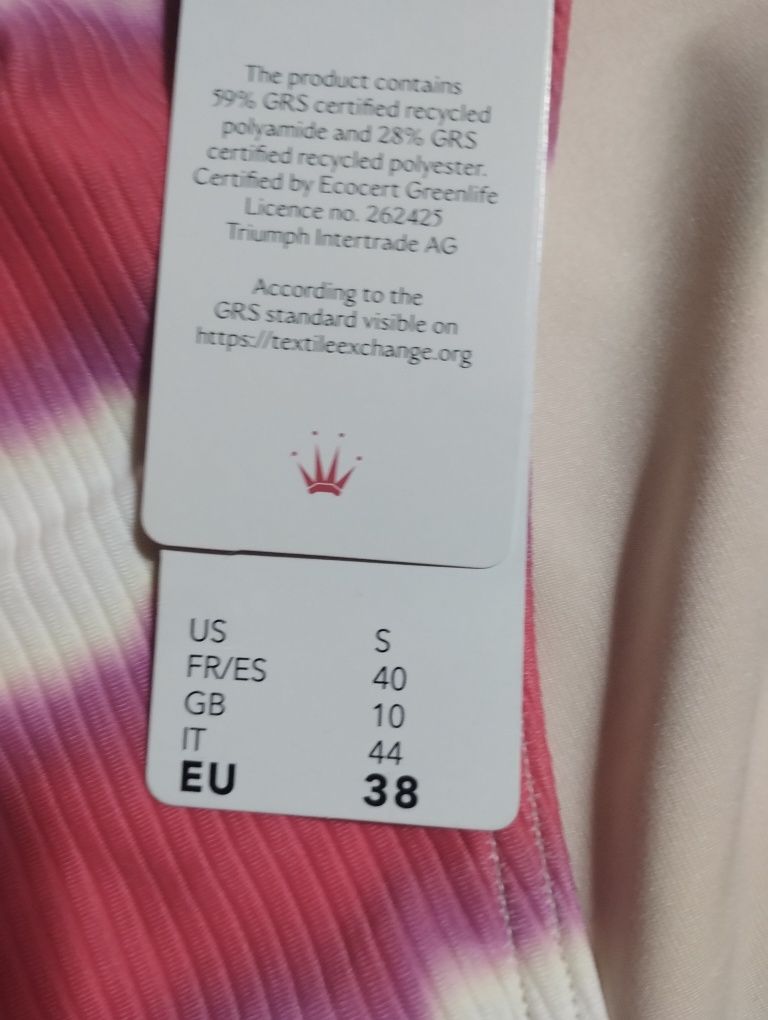 The product contains
59% GRS certified recycled
polyamide and 28% GRS
certified recycled polyester.
Certified by Ecocert Greenlife
Licence no. 262425
Triumph Intertrade AG
According to the
GRS standard visible on
https://textileexchange.org
US S
FR/ES 40
GB 10
IT 44
EU 38